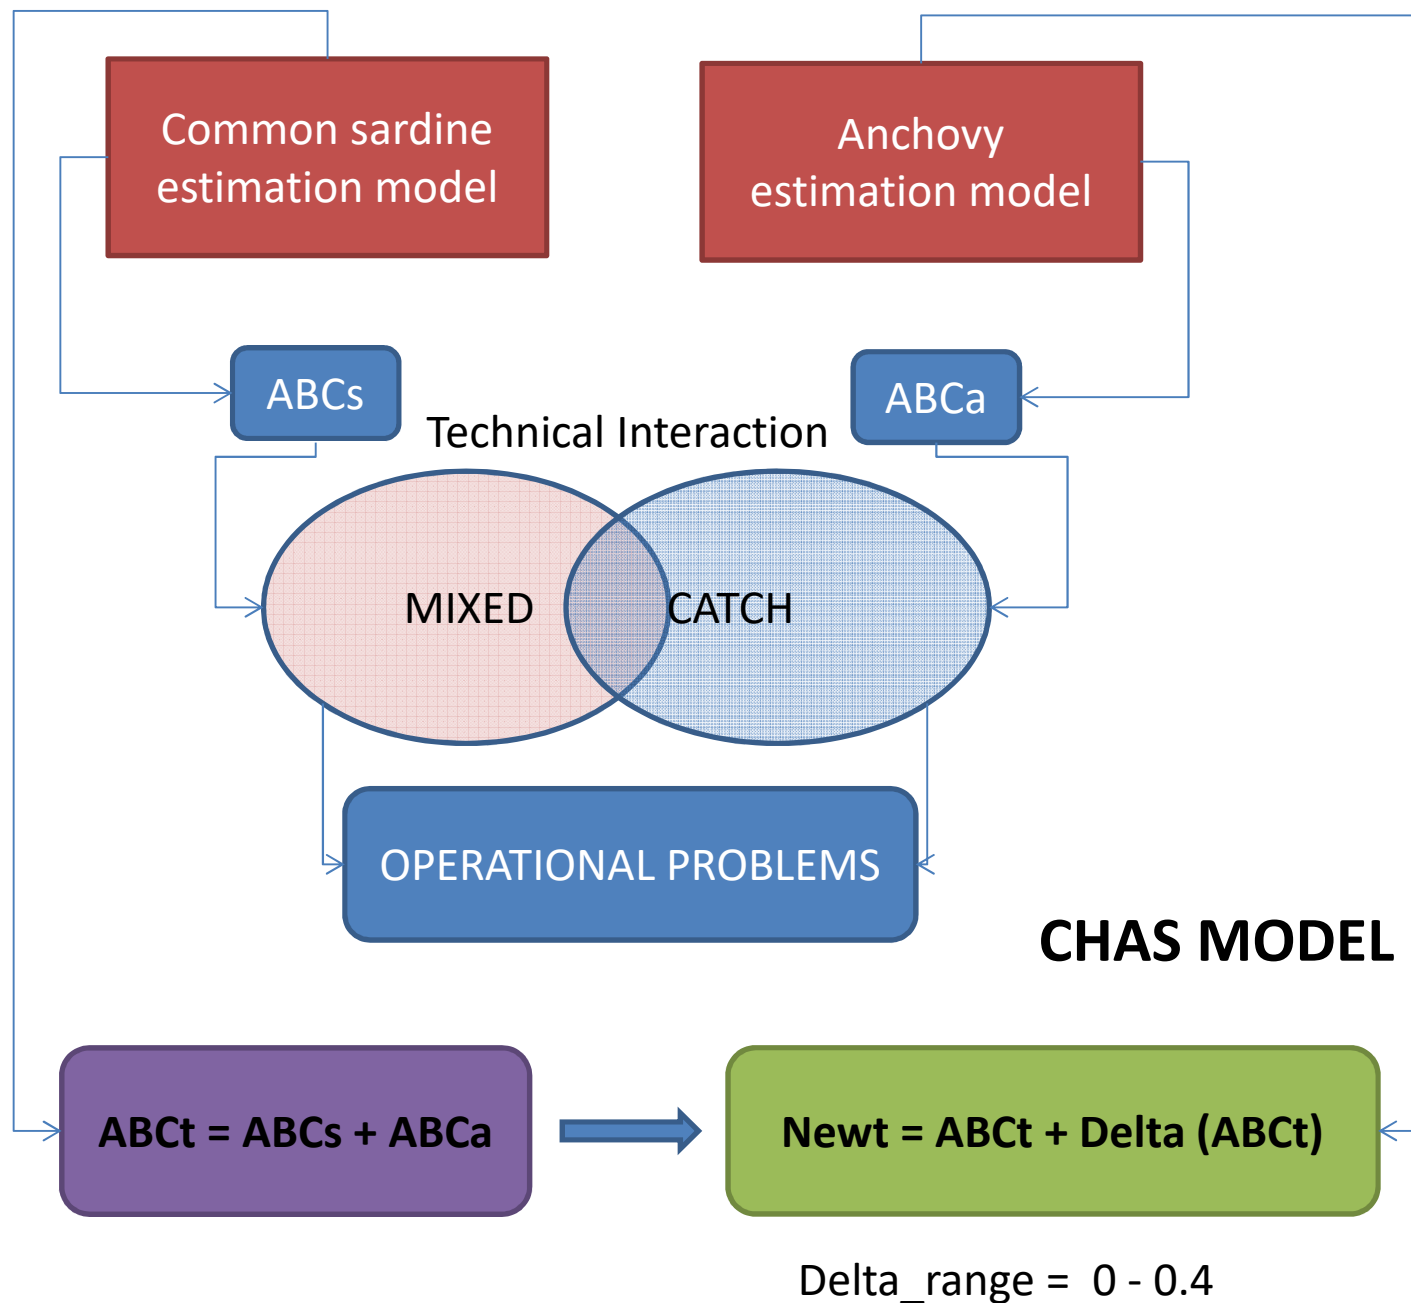 Common sardine
estimation model
Anchovy
estimation model
ABCs
ABCa
Technical Interaction
MIXED
CATCH
OPERATIONAL PROBLEMS
CHAS MODEL
ABCt = ABCs + ABCa
Newt = ABCt + Delta (ABCt)
Delta_range = 0 - 0.4